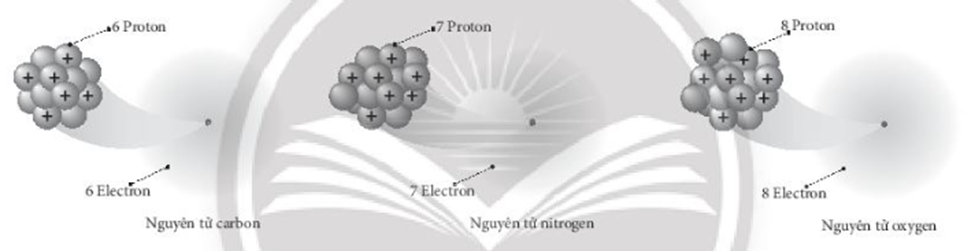 6 Proton
7 Proton
8 Proton
6 Electron
7 Electron
8 Electron
Nguyên tử carbon
Nguyên tử nitrogen
Nguyên tử oxygen